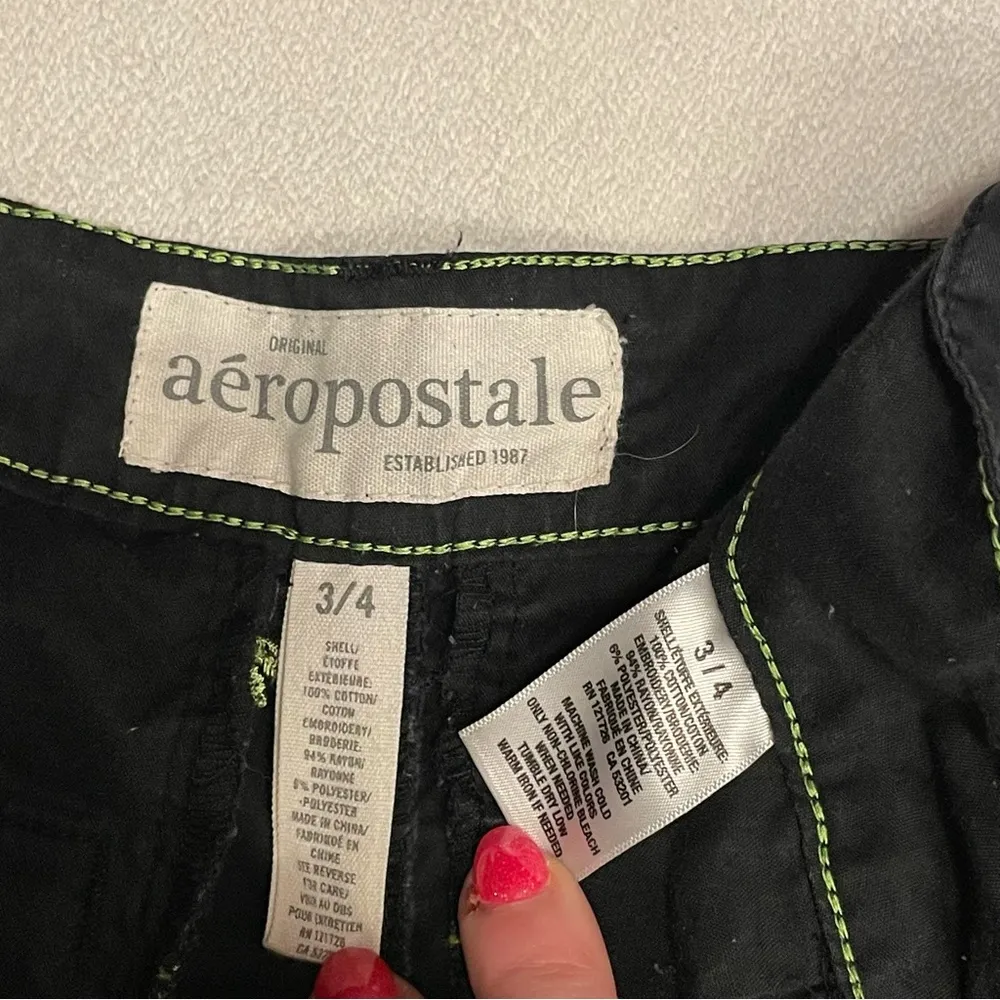 ORIGINAL
aéropostale
ESTABLISHED 1987
3/4
SHELL/
ÉTOFFE
EXTÉRIEURE:
100% COTTON/
COTON
EMBROIDERY/
BRODERIE:
94% RAYON/
RAYONNE
6% POLYESTER/
POLYESTER
MADE IN CHINA/
FABRIQUÉ EN
CHINE
SEE REVERSE
FOR CARE/
VOIR AU DOS
POUR ENTRETIEN
RN 121726
3/4
SHELL/ÉTOFFE EXTÉRIEURE:
100% COTTON/COTON
EMBROIDERY/BRODERIE:
94% RAYON/RAYONNE
6% POLYESTER/POLYESTER
MADE IN CHINA/
FABRIQUÉ EN CHINE
RN 121726 CA 53201
MACHINE WASH COLD
WITH LIKE COLORS
ONLY NON-CHLORINE BLEACH
WHEN NEEDED
TUMBLE DRY LOW
WARM IRON IF NEEDED